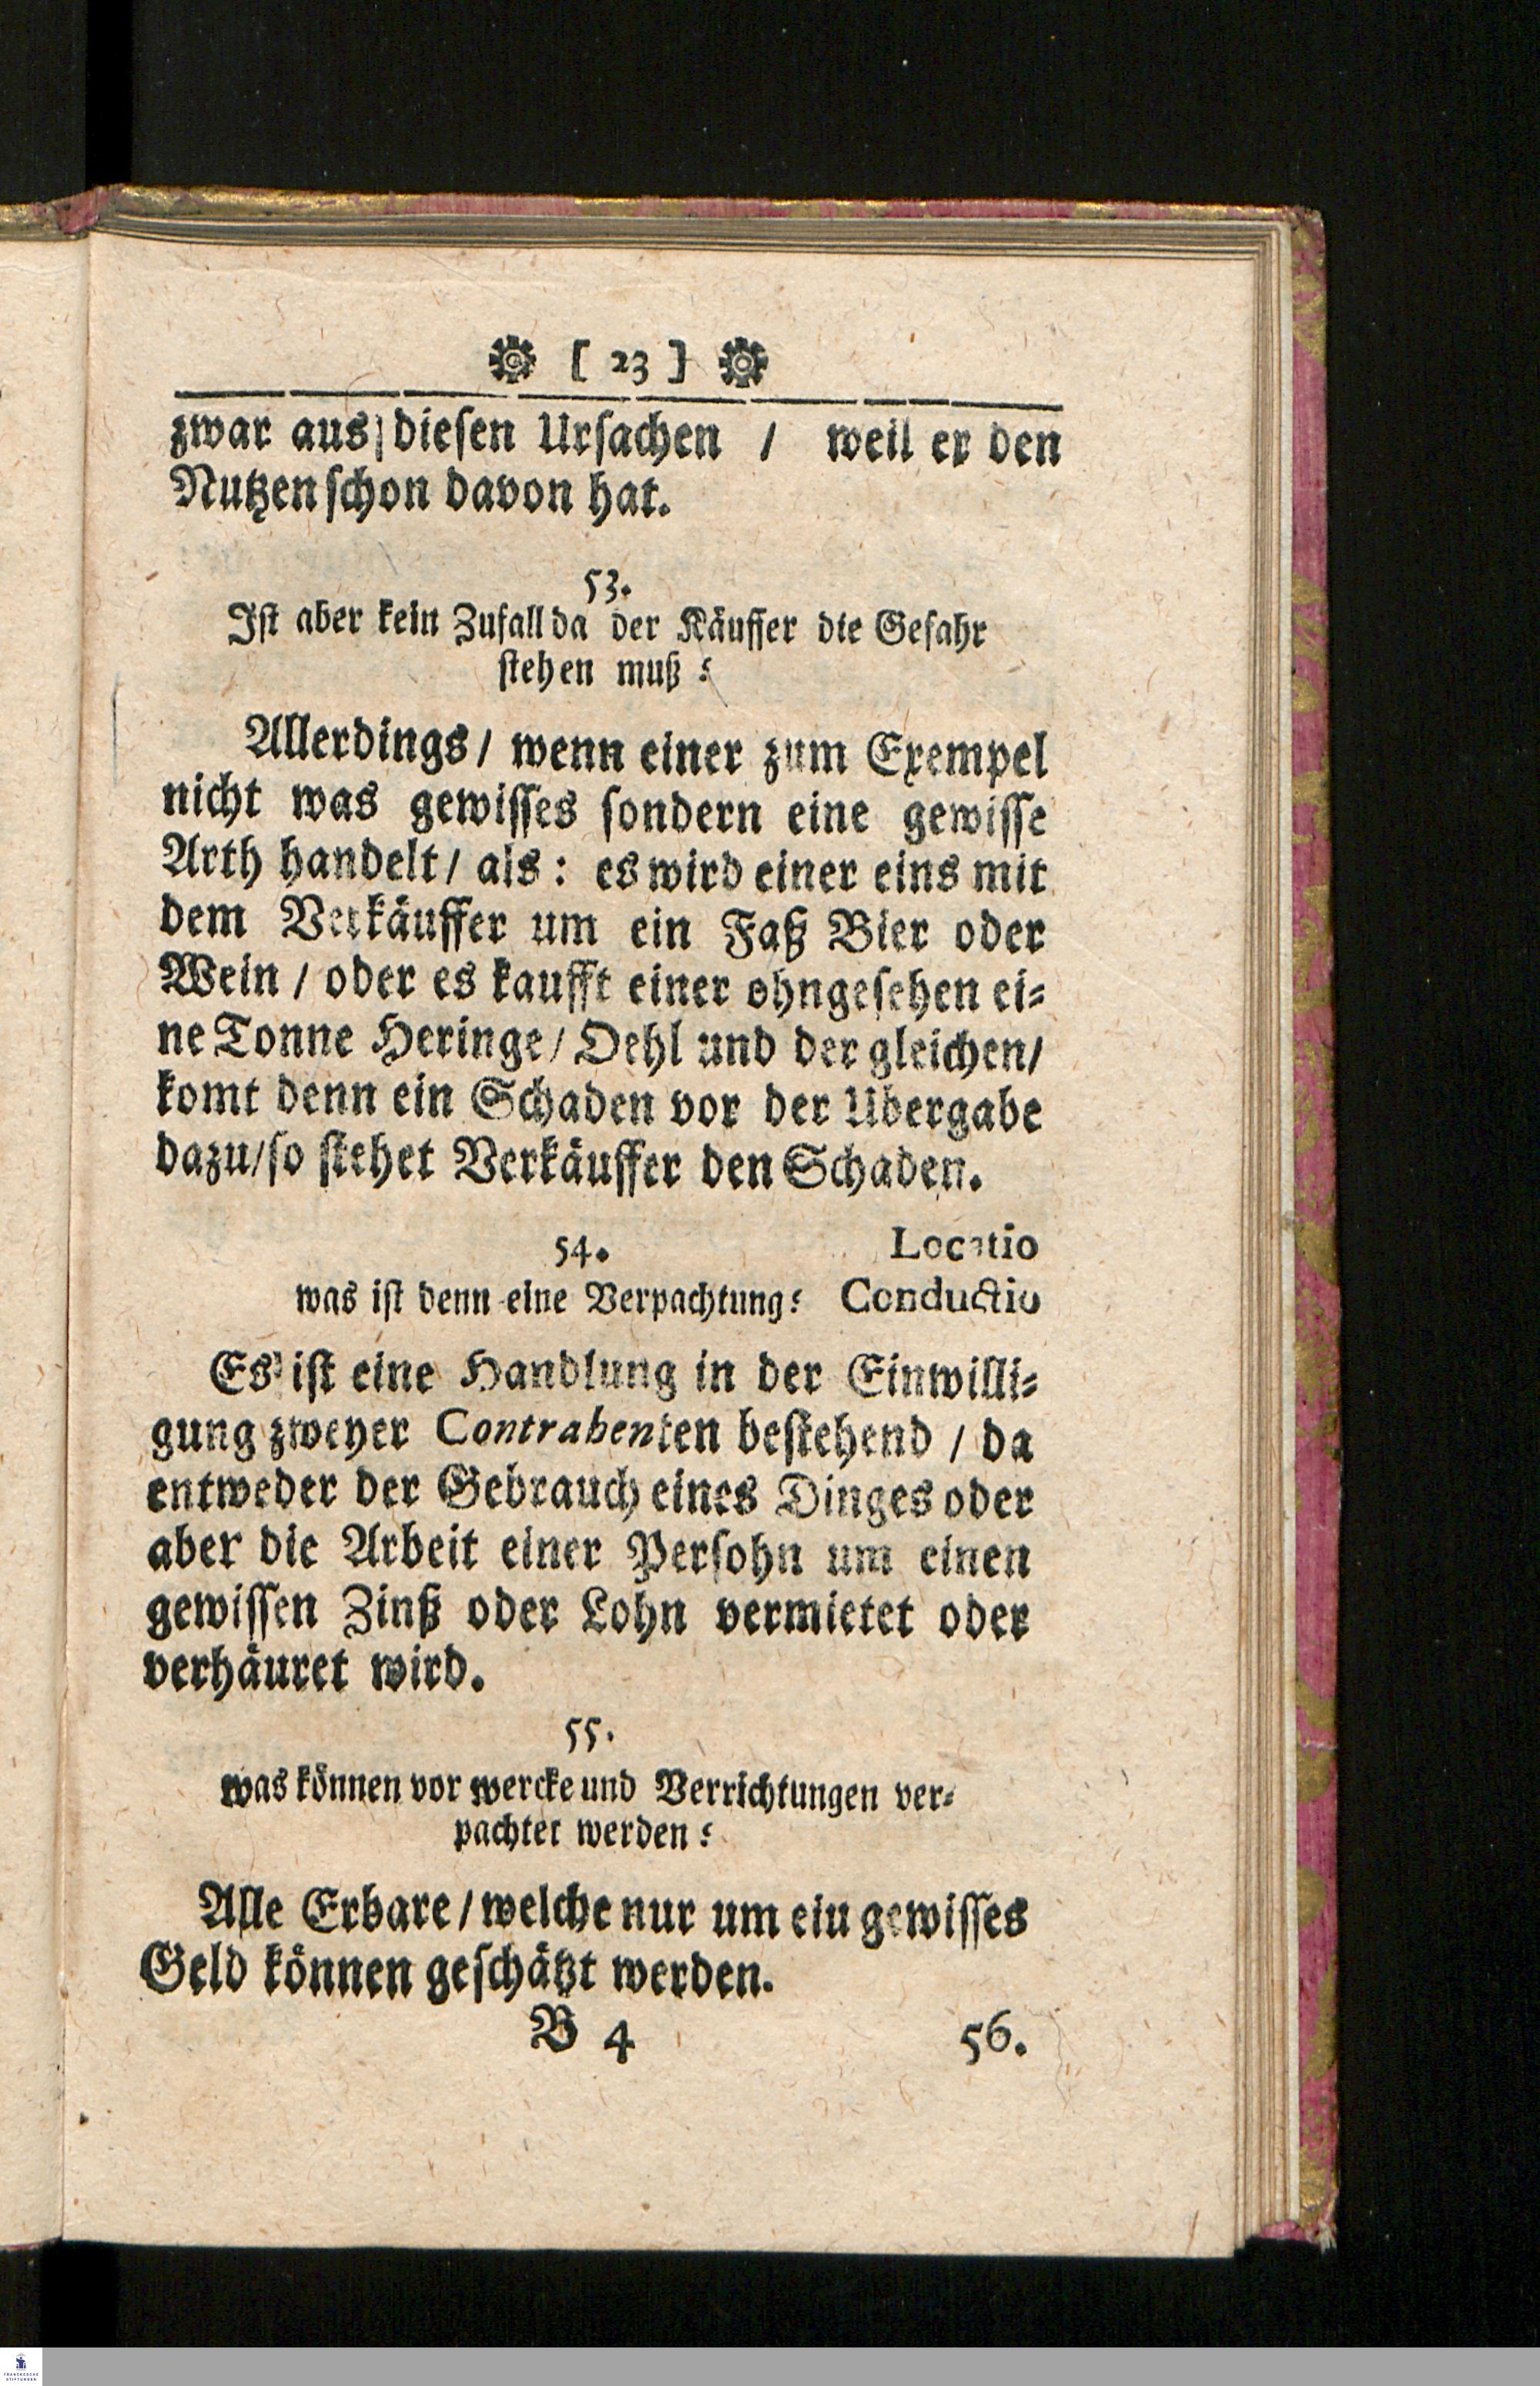 [ 23 ]
zwar aus diesen Ursachen / weil er den
Nutzen schon davon hat.
53.
Ist aber kein Zufall da der Käuffer die Gefahr
stehen muß?
Allerdings / wenn einer zum Exempel
nicht was gewisses sondern eine gewisse
Arth handelt / als: es wird einer eins mit
dem Verkäuffer um ein Faß Bier oder
Wein / oder es kaufft einer ohngesehen ei-
ne Tonne Heringe / Oehl und der gleichen /
komt denn ein Schaden vor der Übergabe
dazu / so stehet Verkäuffer den Schaden.
54. Locatio
was ist denn eine Verpachtung? Conductio
Es ist eine Handlung in der Einwilli-
gung zweyer Contrahenten bestehend / da
entweder der Gebrauch eines Dinges oder
aber die Arbeit einer Persohn um einen
gewissen Zinß oder Lohn vermietet oder
verhäuret wird.
55.
was können vor wercke und Verrichtungen ver-
pachtet werden?
Alle Erbare / welche nur um eiu gewisses
Geld können geschätzt werden.
B 4 56.
FRANCKESCHE
STIFTUNGEN